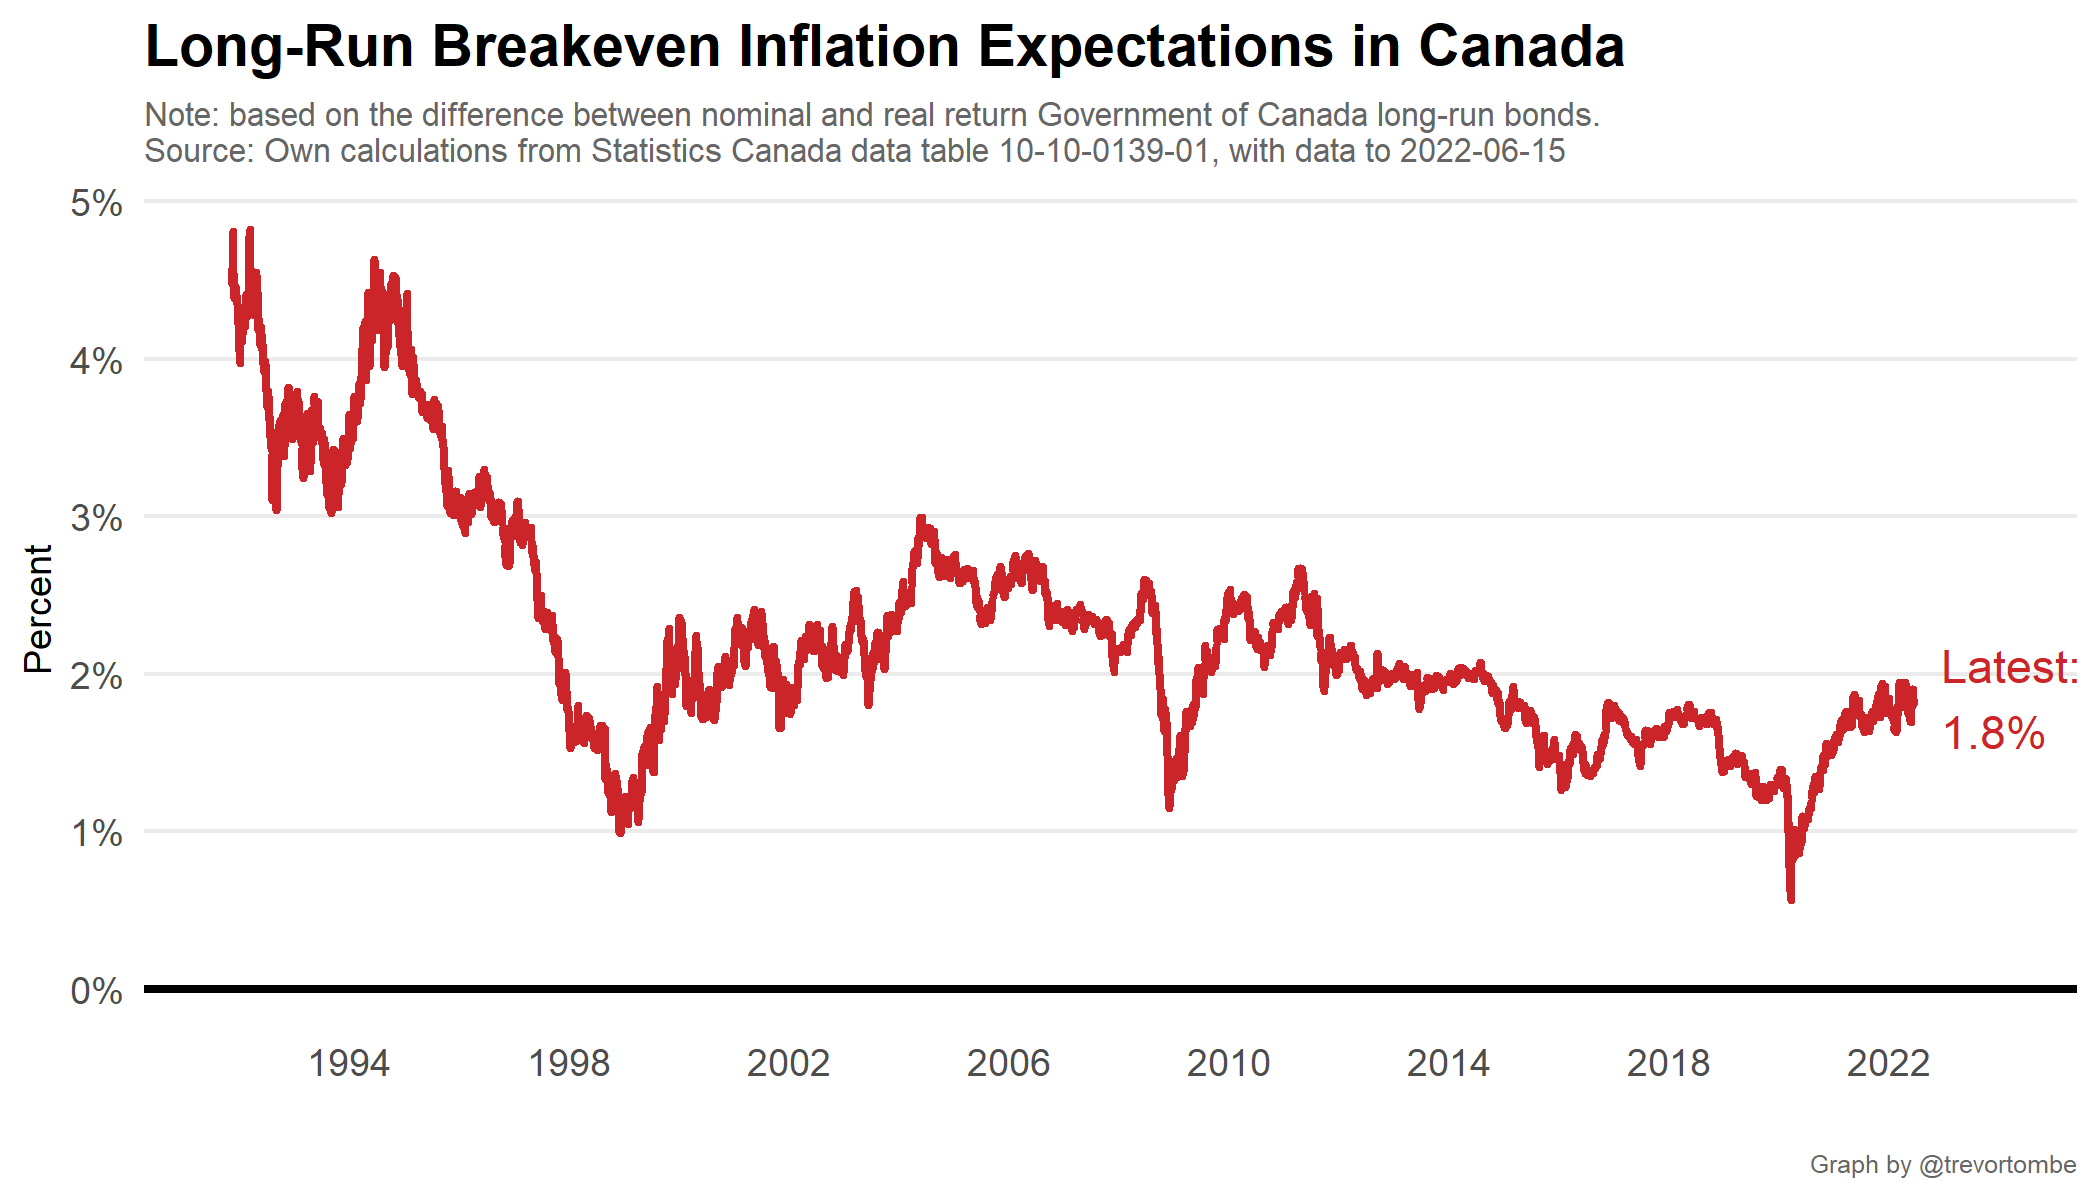 Long-Run Breakeven Inflation Expectations in Canada
Note: based on the difference between nominal and real return Government of Canada long-run bonds.
Source: Own calculations from Statistics Canada data table 10-10-0139-01, with data to 2022-06-15
Percent
5%
4%
3%
2%
1%
0%
Latest:
1.8%
1994
1998
2002
2006
2010
2014
2018
2022
Graph by @trevortombe